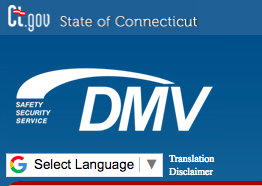 Ct.gov State of Connecticut
SAFETY
SECURITY
SERVICE
DMV
G Select Language ▼
Translation
Disclaimer